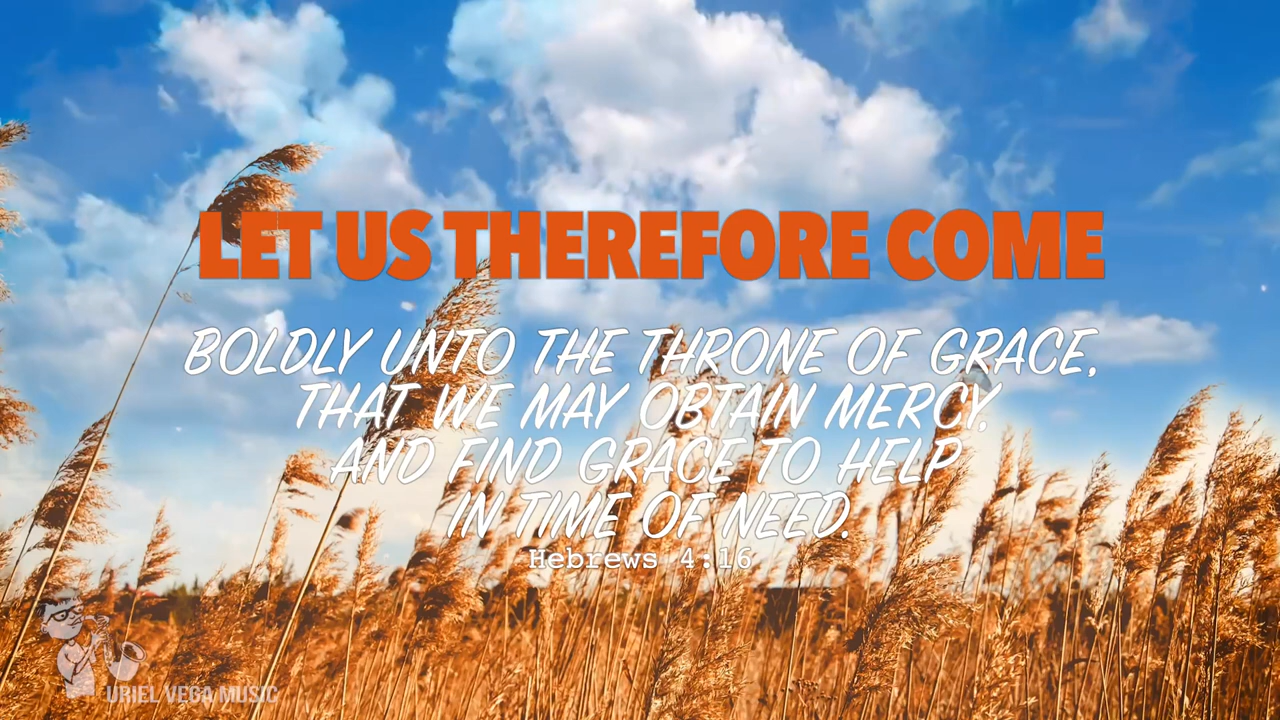 LET US THEREFORE COME
BOLDLY UNTO THE THRONE OF GRACE,
THAT WE MAY OBTAIN MERCY,
AND FIND GRACE TO HELP
IN TIME OF NEED.
Hebrews 4:16
URIEL VEGA MUSIC